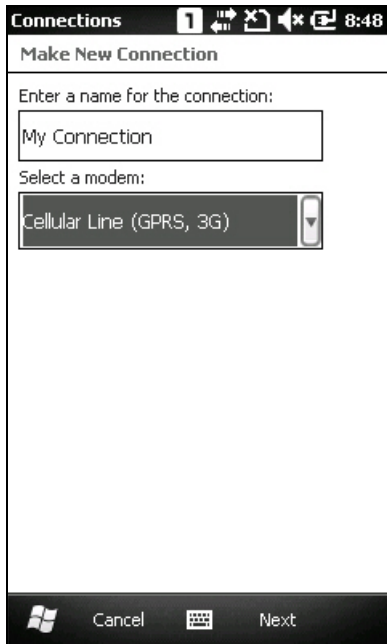 Connections 1 8:48
Make New Connection
Enter a name for the connection:
My Connection
Select a modem:
Cellular Line (GPRS, 3G)
Cancel Next